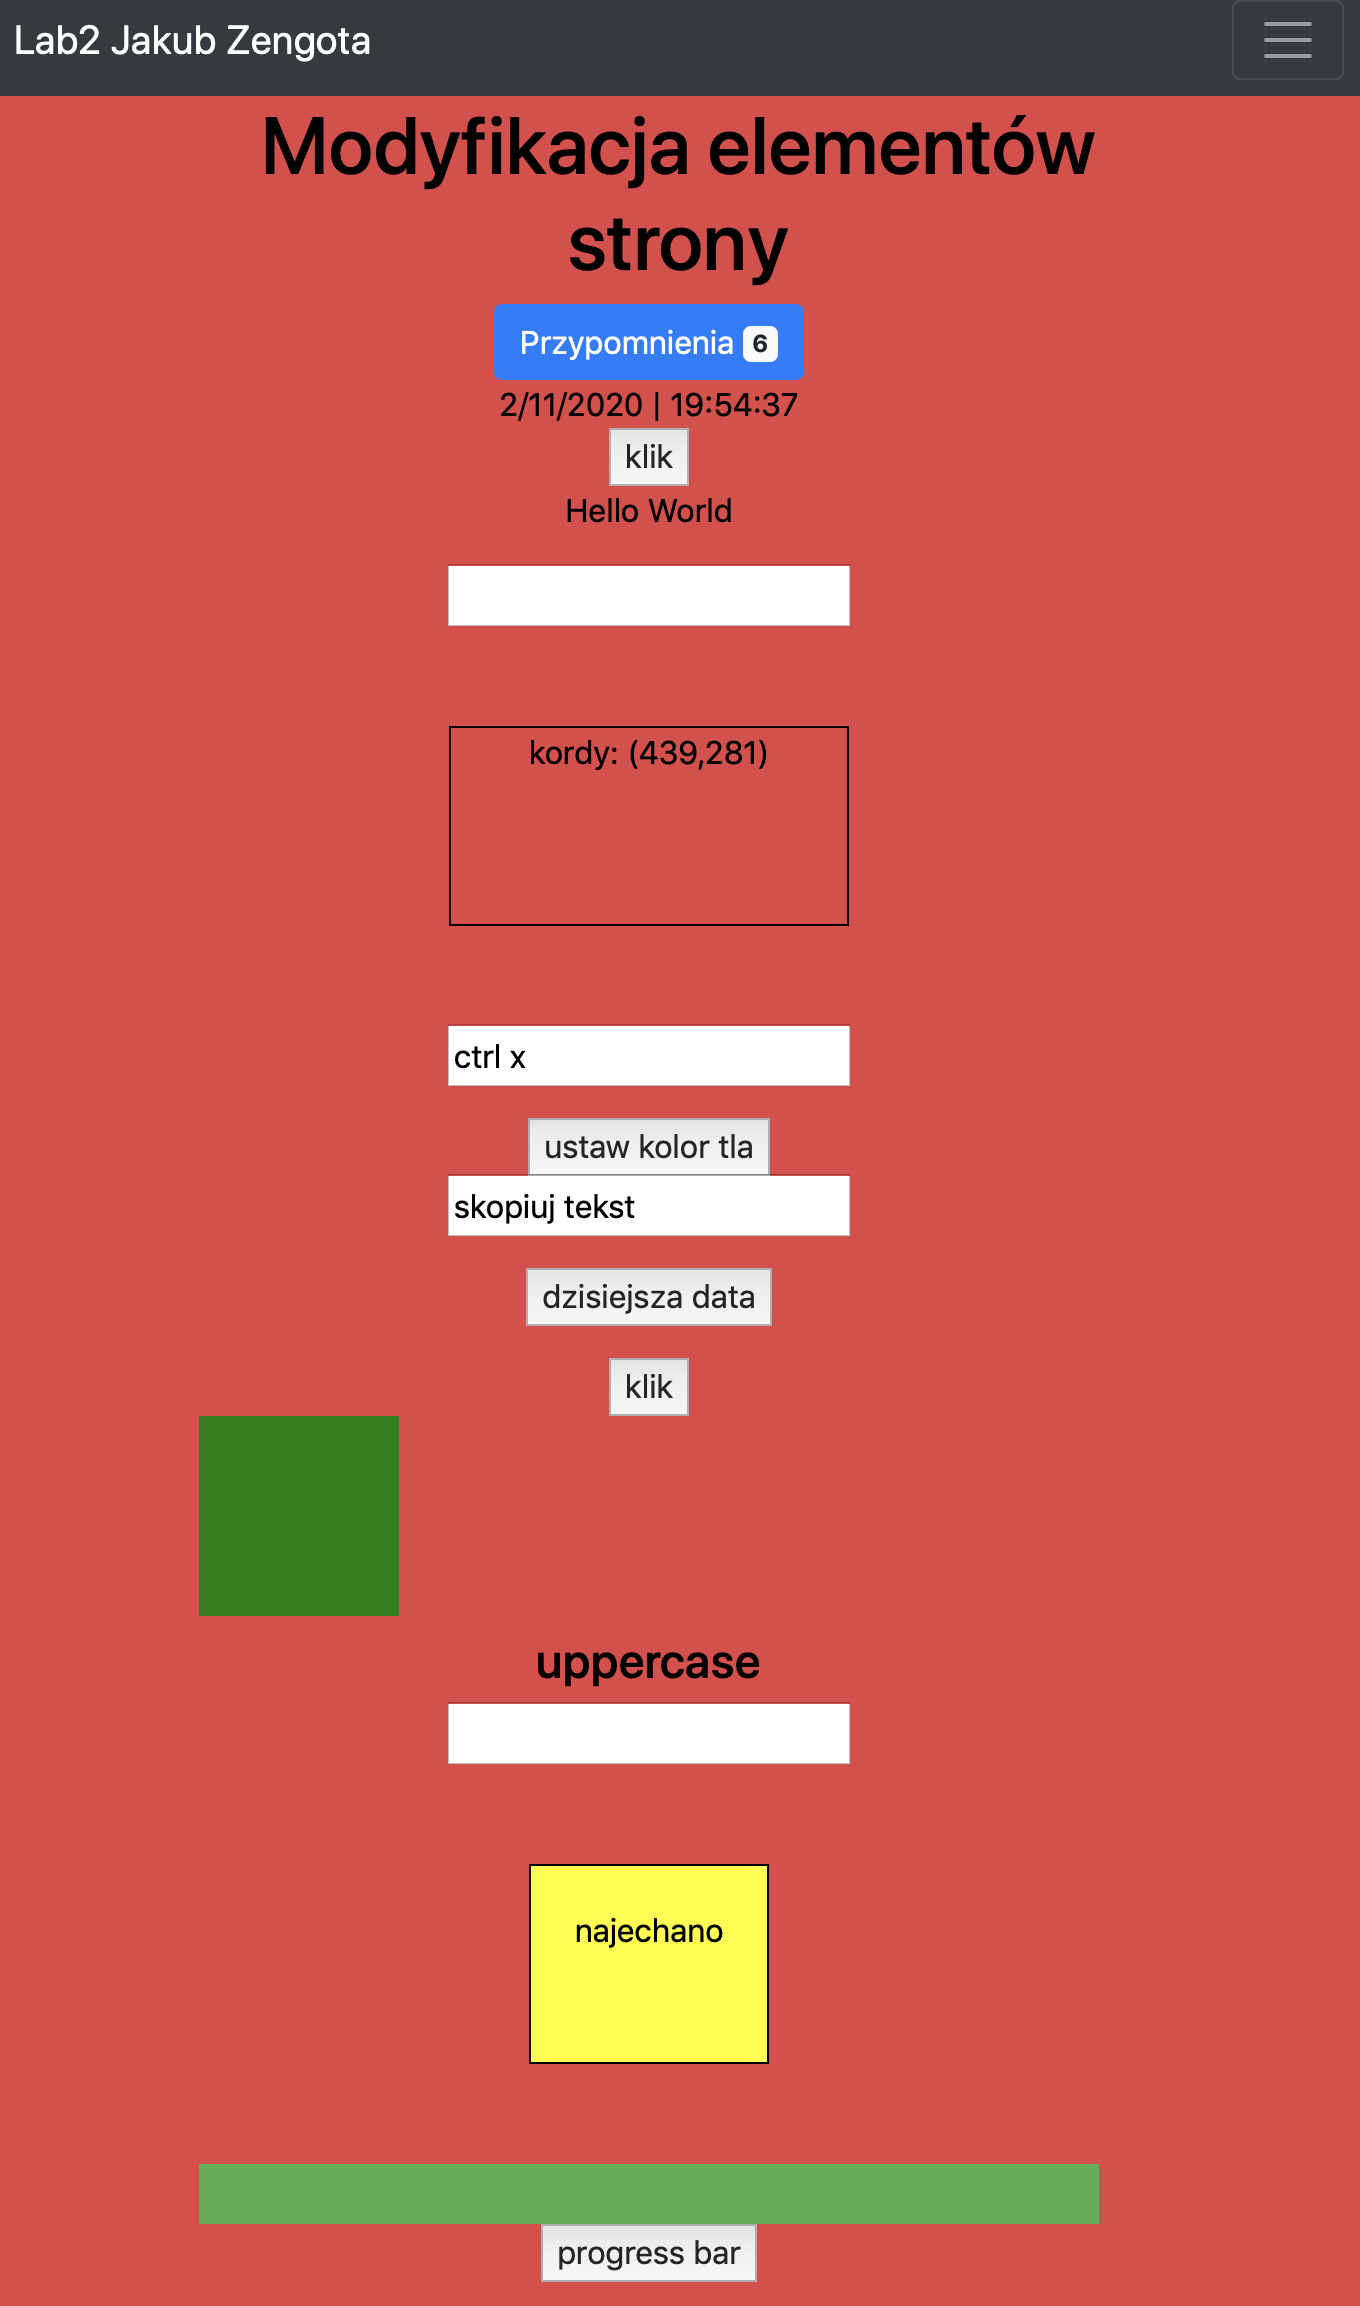 Lab2 Jakub Zengota
Modyfikacja elementów
strony
Przypomnienia 6
2/11/2020 | 19:54:37
klik
Hello World
kordy: (439,281)
ctrl x
ustaw kolor tla
skopiuj tekst
dzisiejsza data
klik
uppercase
najechano
progress bar